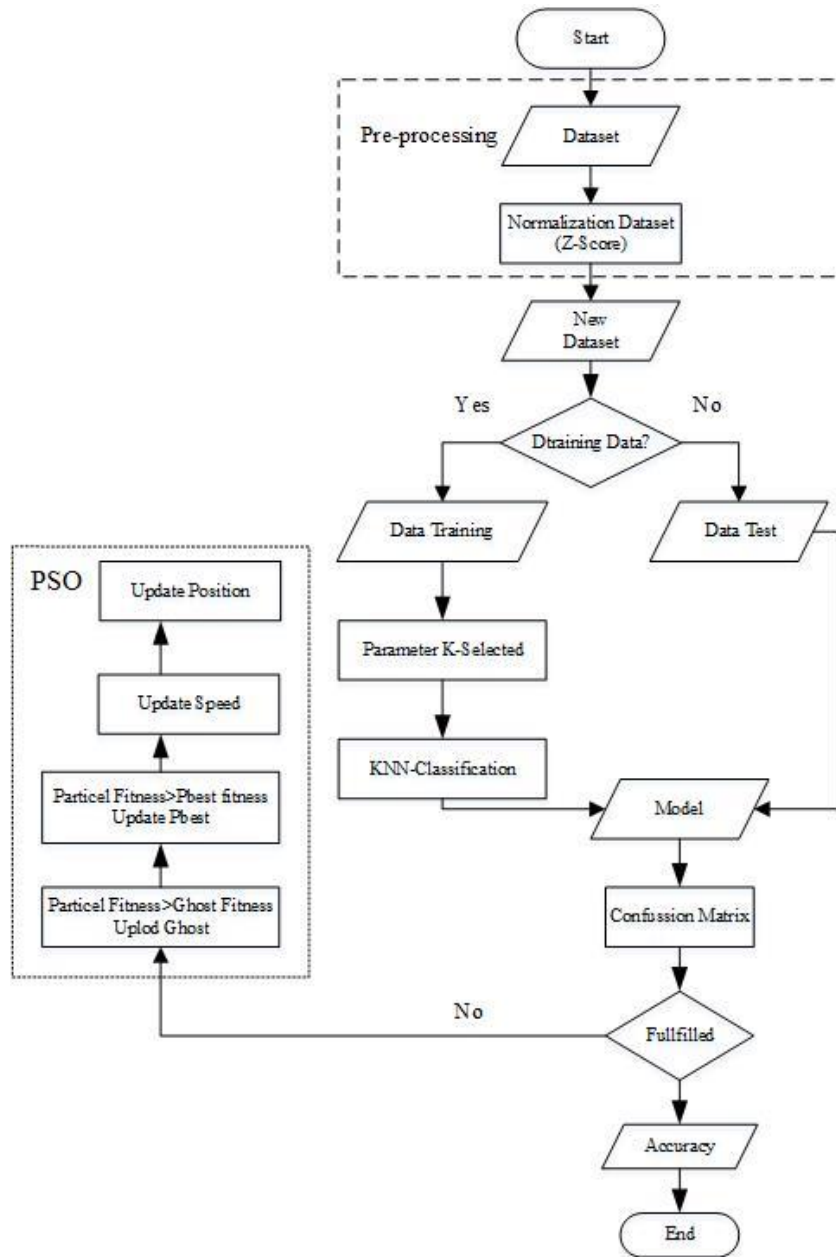 Start
Pre-processing
Dataset
Normalization Dataset
(Z-Score)
New
Dataset
Yes
No
Dtraining Data?
Data Training
Data Test
PSO
Update Position
Parameter K-Selected
Update Speed
KNN-Classification
Particel Fitness>Pbest fitness
Update Pbest
Model
Particel Fitness>Ghost Fitness
Uplod Ghost
Confussion Matrix
No
Fullfilled
Accuracy
End